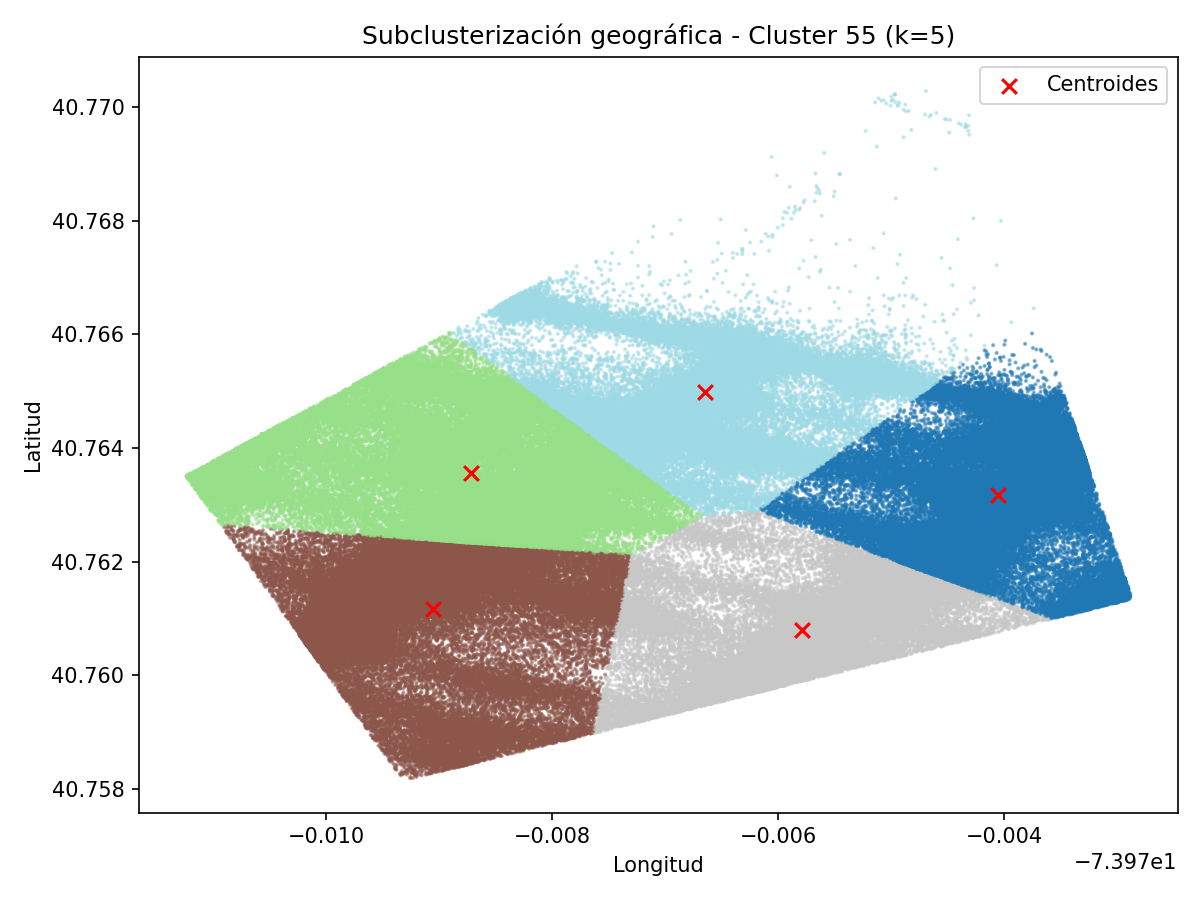 Subclusterización geográfica - Cluster 55 (k=5)
Centroides
40.770
40.768
40.766
40.764
40.762
40.760
40.758
Latitud
−0.010
−0.008
−0.006
−0.004
Longitud
−7.397e1